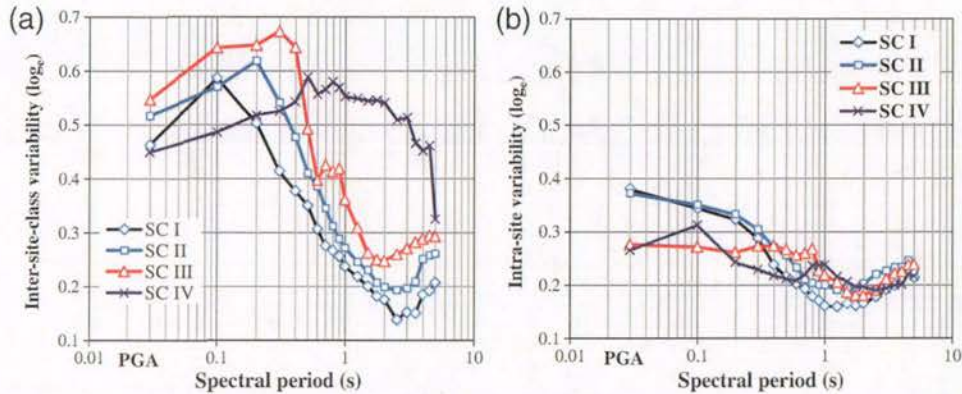 (a)
Inter-site-class variability (logₑ)
0.7
0.6
0.5
0.4
0.3
0.2
0.1
SC I
SC II
SC III
SC IV
0.01
PGA
0.1
1
10
Spectral period (s)
(b)
Intra-site variability (logₑ)
0.7
0.6
0.5
0.4
0.3
0.2
0.1
SC I
SC II
SC III
SC IV
0.01
PGA
0.1
1
10
Spectral period (s)